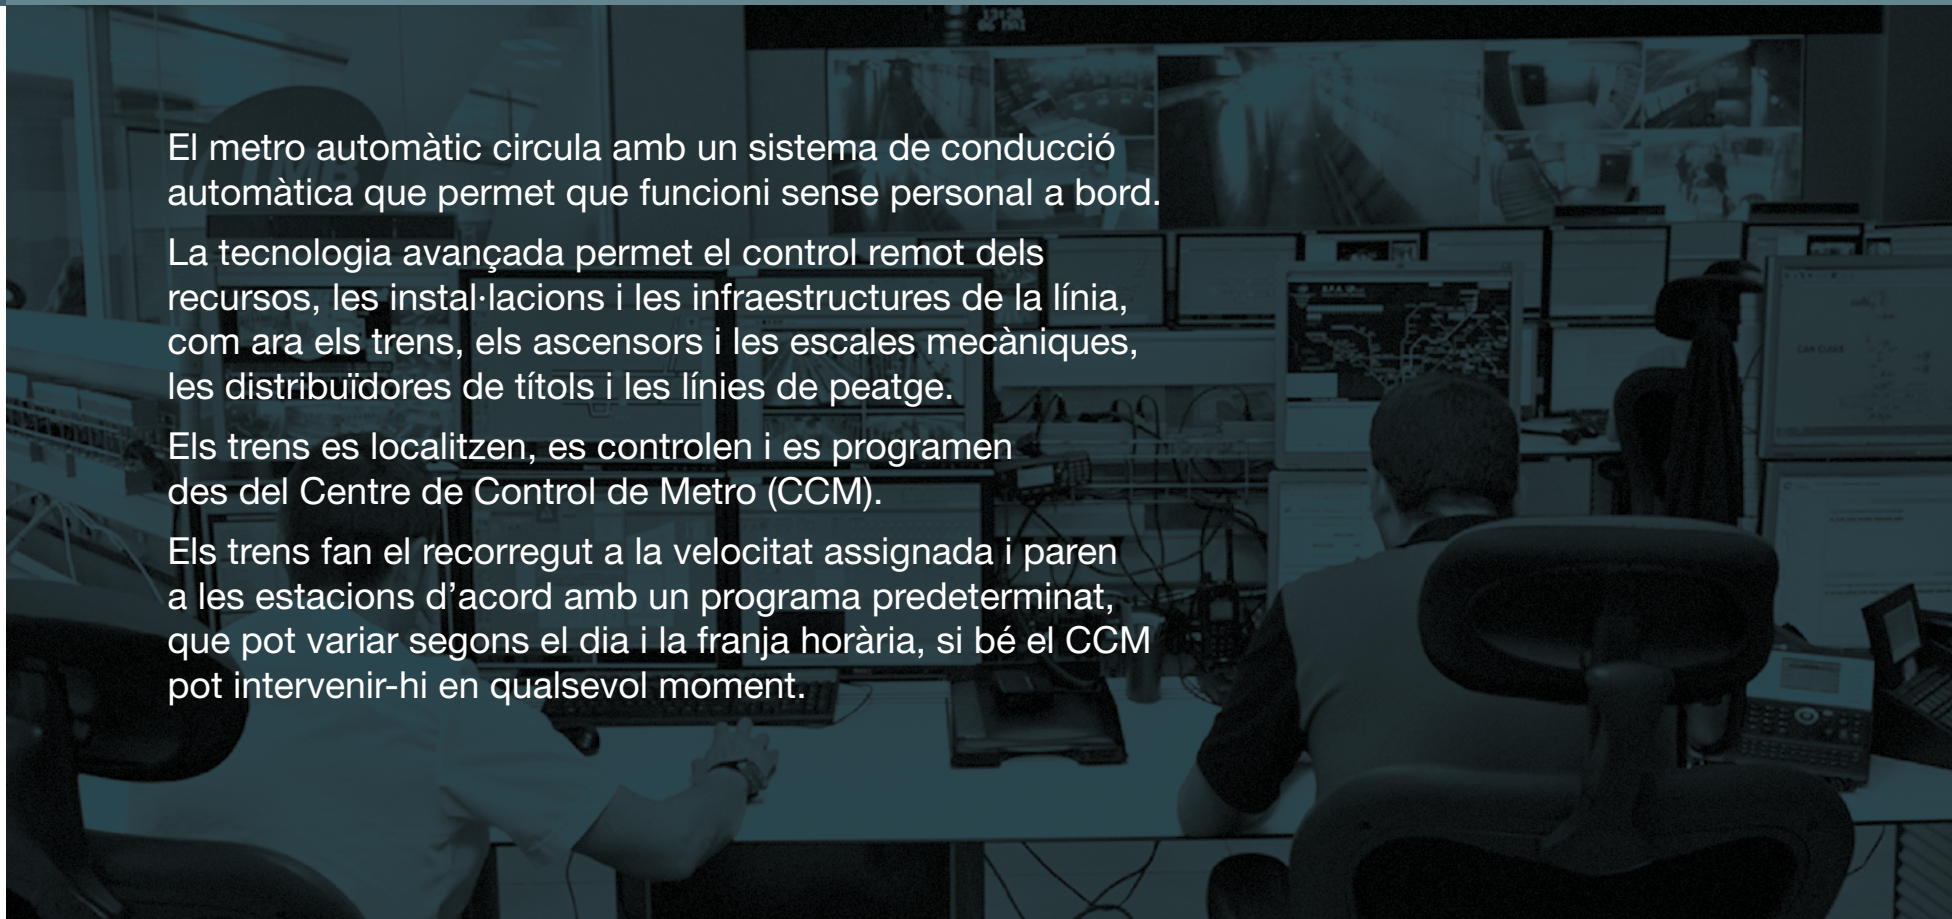 El metro automàtic circula amb un sistema de conducció
automàtica que permet que funcioni sense personal a bord.
La tecnologia avançada permet el control remot dels
recursos, les instal·lacions i les infraestructures de la línia,
com ara els trens, els ascensors i les escales mecàniques,
les distribuïdores de títols i les línies de peatge.
Els trens es localitzen, es controlen i es programen
des del Centre de Control de Metro (CCM).
Els trens fan el recorregut a la velocitat assignada i paren
a les estacions d’acord amb un programa predeterminat,
que pot variar segons el dia i la franja horària, si bé el CCM
pot intervenir-hi en qualsevol moment.